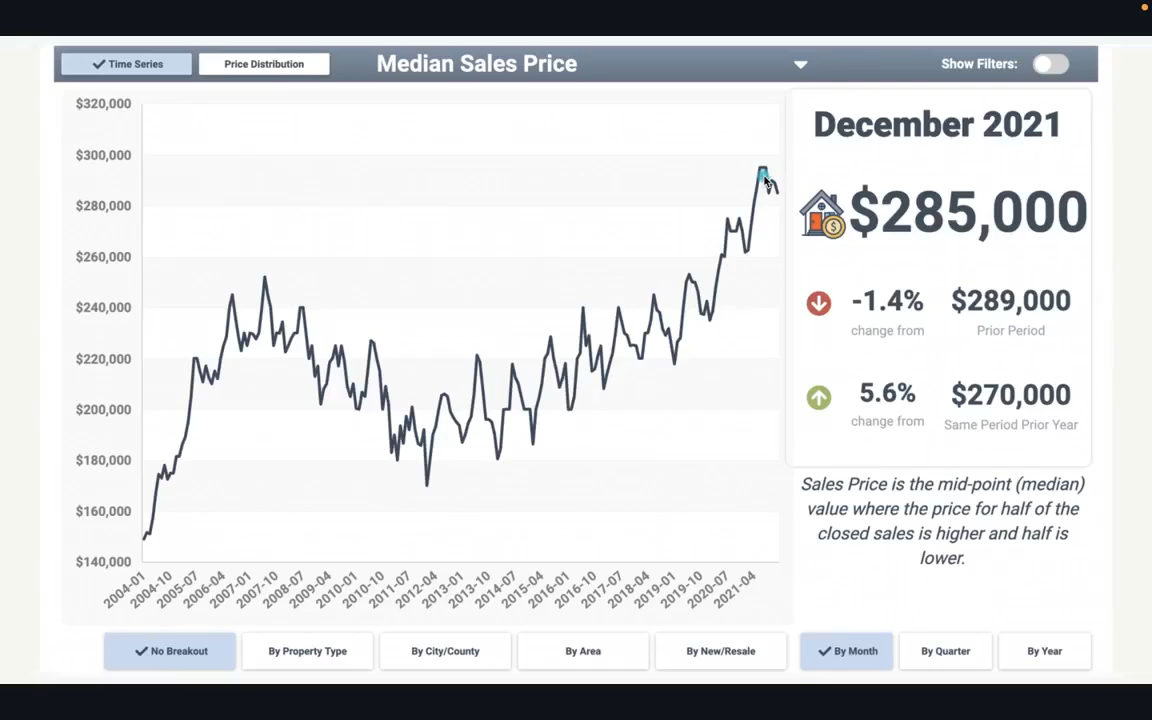 Time Series
Price Distribution
Median Sales Price
Show Filters:
$320,000
$300,000
$280,000
$260,000
$240,000
$220,000
$200,000
$180,000
$160,000
$140,000
2004-01
2004-10
2005-07
2006-04
2007-01
2007-10
2008-07
2009-04
2010-01
2010-10
2011-07
2012-04
2013-01
2013-10
2014-07
2015-04
2016-01
2016-10
2017-07
2018-04
2019-01
2019-10
2020-07
2021-04
December 2021
$285,000
-1.4% $289,000
change from Prior Period
5.6% $270,000
change from Same Period Prior Year
Sales Price is the mid-point (median)
value where the price for half of the
closed sales is higher and half is
lower.
No Breakout
By Property Type
By City/County
By Area
By New/Resale
By Month
By Quarter
By Year